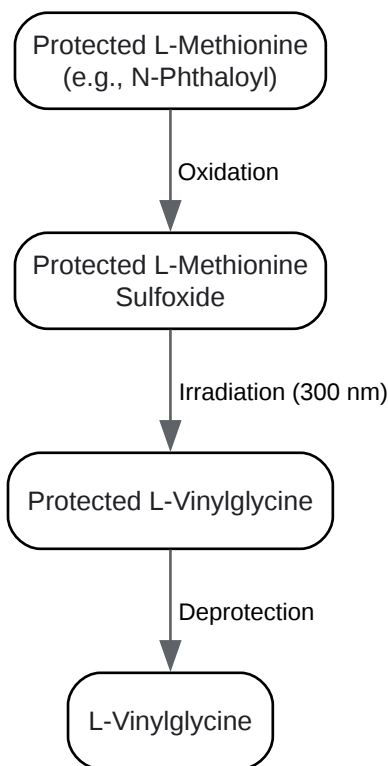 Protected L-Methionine
(e.g., N-Phthaloyl)
Oxidation
Protected L-Methionine
Sulfoxide
Irradiation (300 nm)
Protected L-Vinylglycine
Deprotection
L-Vinylglycine